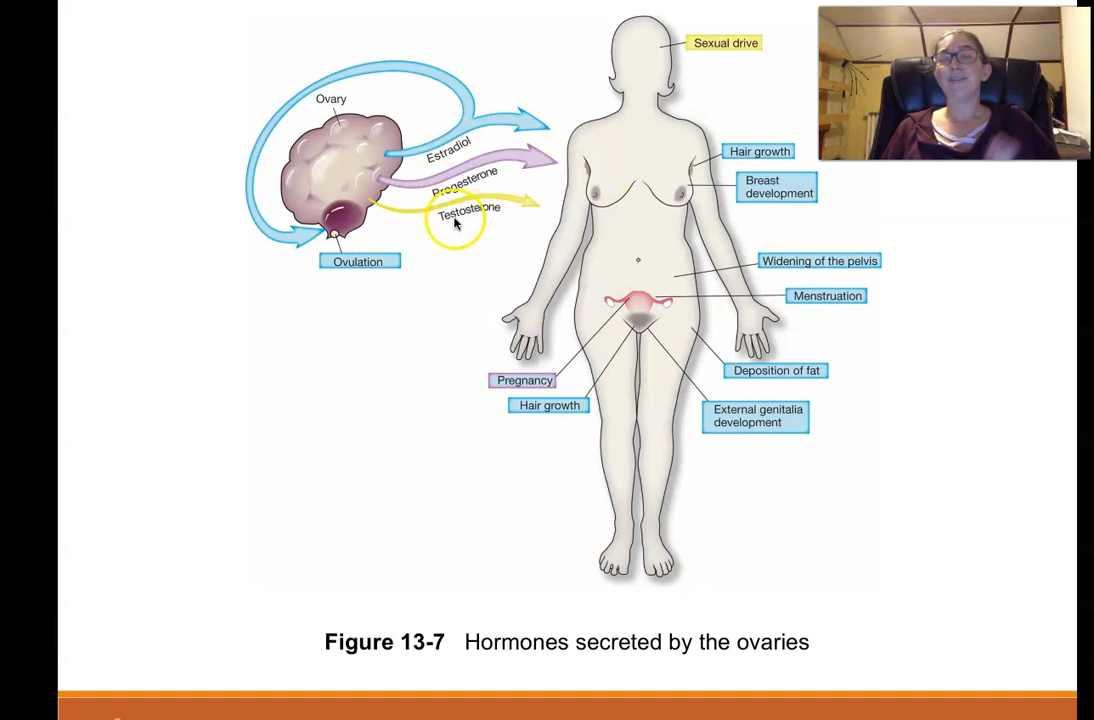 Sexual drive
Ovary
Estradiol
Progesterone
Testosterone
Ovulation
Hair growth
Breast
development
Widening of the pelvis
Menstruation
Deposition of fat
Pregnancy
Hair growth
External genitalia
development
Figure 13-7 Hormones secreted by the ovaries